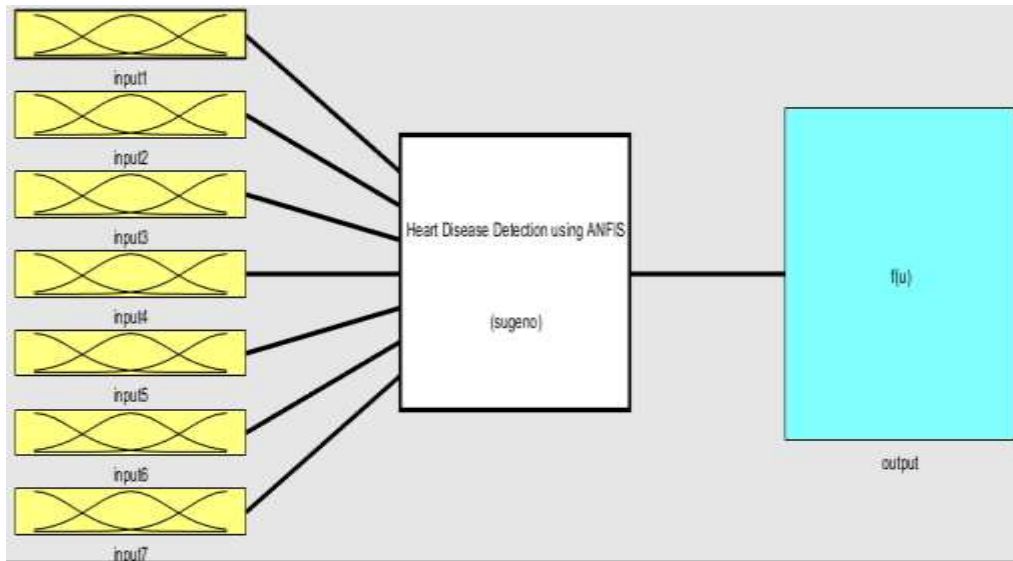 input1
input2
input3
input4
input5
input6
input7
Heart Disease Detection using ANFIS
(sugeno)
f(u)
output